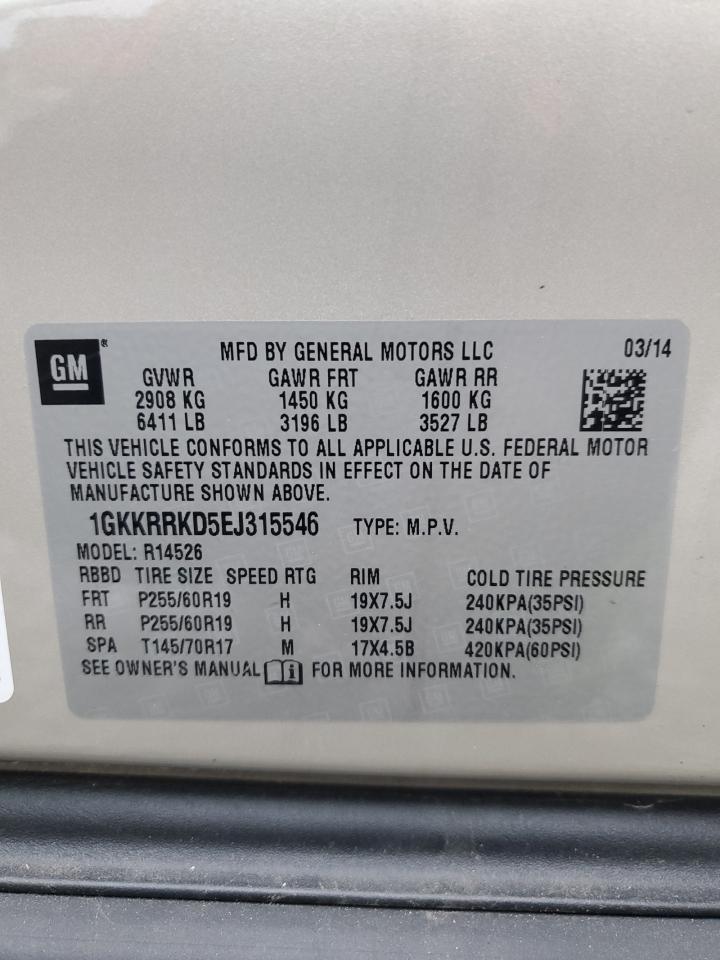 GM®
MFD BY GENERAL MOTORS LLC 03/14
GVWR GAWR FRT GAWR RR
2908 KG 1450 KG 1600 KG
6411 LB 3196 LB 3527 LB
THIS VEHICLE CONFORMS TO ALL APPLICABLE U.S. FEDERAL MOTOR
VEHICLE SAFETY STANDARDS IN EFFECT ON THE DATE OF
MANUFACTURE SHOWN ABOVE.
1GKKRRKD5EJ315546 TYPE: M.P.V.
MODEL: R14526
RBBD TIRE SIZE SPEED RTG RIM COLD TIRE PRESSURE
FRT P255/60R19 H 19X7.5J 240KPA(35PSI)
RR P255/60R19 H 19X7.5J 240KPA(35PSI)
SPA T145/70R17 M 17X4.5B 420KPA(60PSI)
SEE OWNER'S MANUAL i FOR MORE INFORMATION.